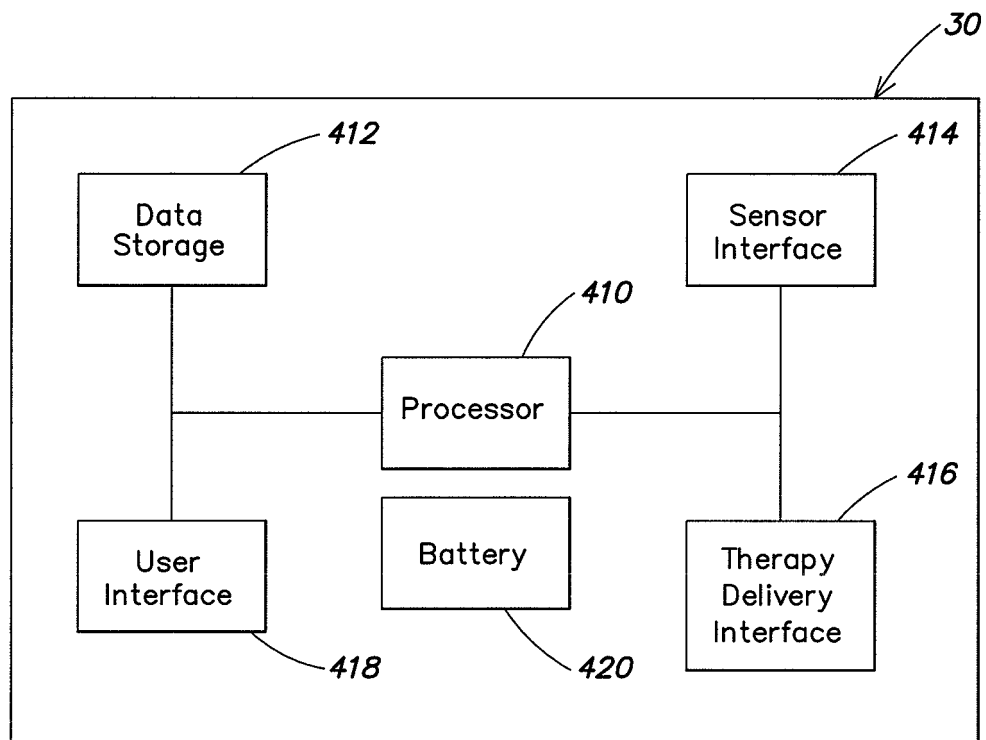 30
412
414
Data
Storage
Sensor
Interface
410
Processor
416
User
Interface
Battery
Therapy
Delivery
Interface
418
420